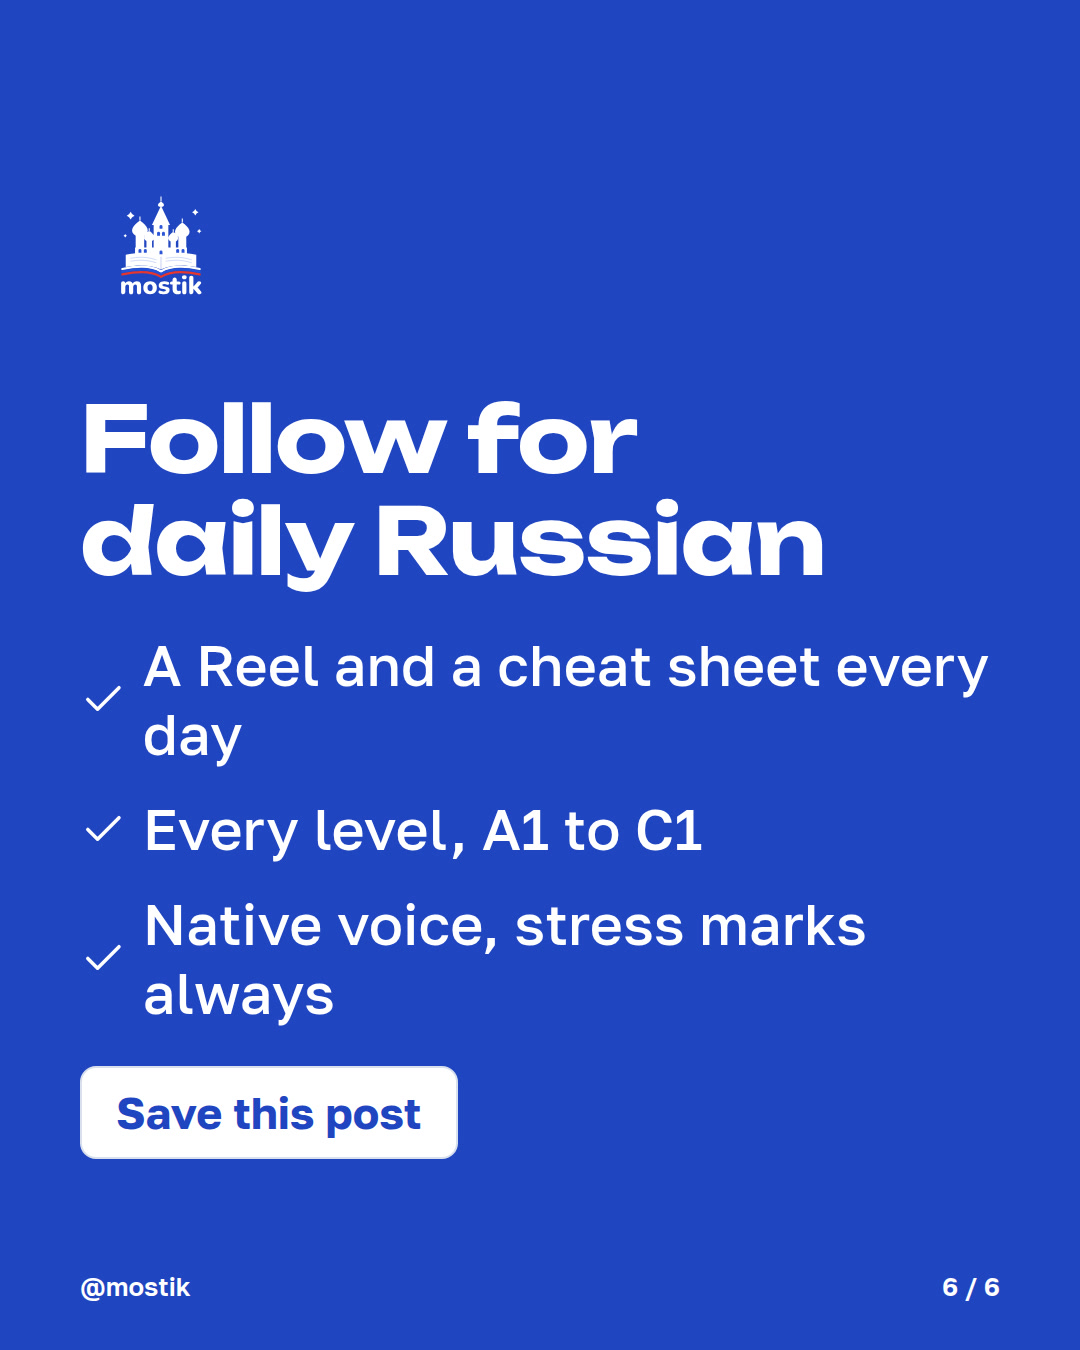 mostik
Follow for
daily Russian
A Reel and a cheat sheet every
day
Every level, A1 to C1
Native voice, stress marks
always
Save this post
@mostik
6 / 6